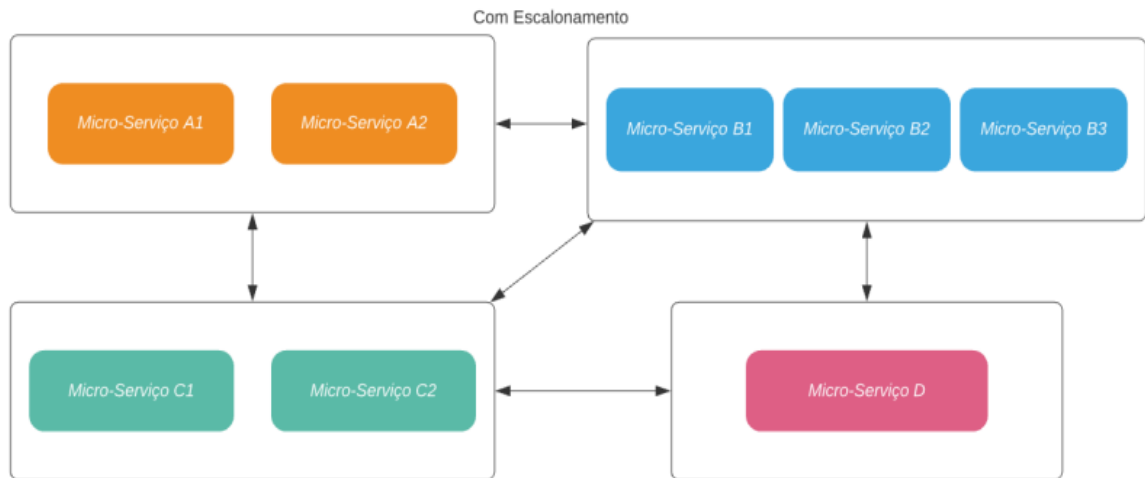 Com Escalonamento
Micro-Serviço A1
Micro-Serviço A2
Micro-Serviço B1
Micro-Serviço B2
Micro-Serviço B3
Micro-Serviço C1
Micro-Serviço C2
Micro-Serviço D